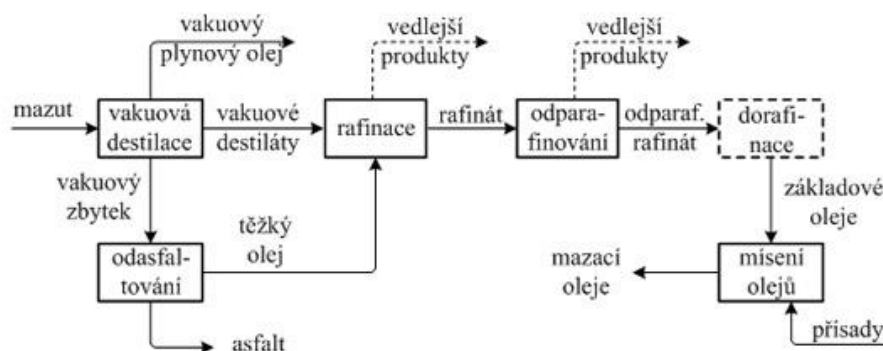 vakuový
plynový olej
vedlejší
produkty
vedlejší
produkty
mazut
vakuová
destilace
vakuové
destiláty
rafinace
rafinát
odpara-
finování
odparaf.
rafinát
dorafi-
nace
vakuový
zbytek
těžký
olej
základové
oleje
odasfal-
tování
mazací
oleje
mísení
olejů
asfalt
přísady